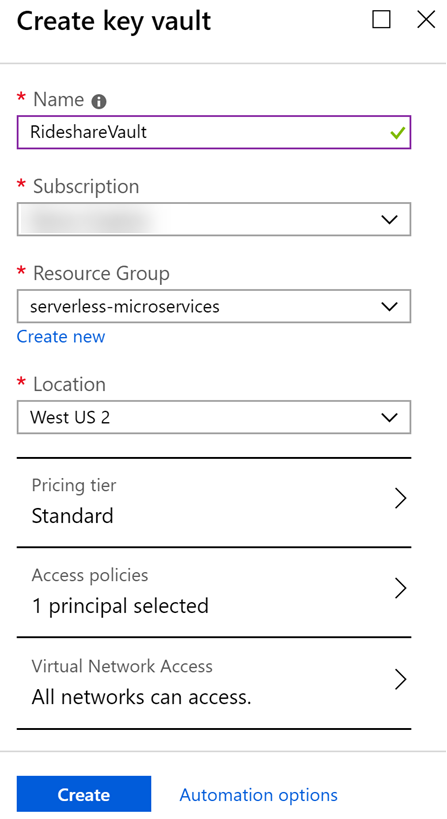 Create key vault
* Name
RideshareVault
* Subscription
* Resource Group
serverless-microservices
Create new
* Location
West US 2
Pricing tier
Standard
Access policies
1 principal selected
Virtual Network Access
All networks can access.
Create Automation options